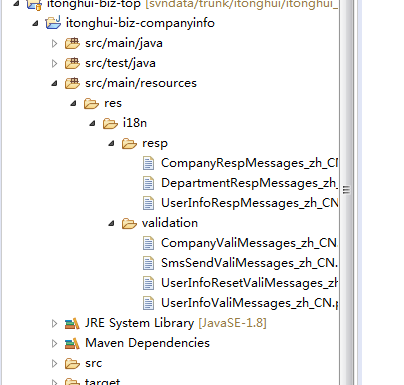 itonghui-biz-top [svndata/trunk/itonghui/itonghui_
itonghui-biz-companyinfo
src/main/java
src/test/java
src/main/resources
res
i18n
resp
CompanyRespMessages_zh_CN
DepartmentRespMessages_zh_
UserInfoRespMessages_zh_CN
validation
CompanyValiMessages_zh_CN.
SmsSendValiMessages_zh_CN.
UserInfoResetValiMessages_zh
UserInfoValiMessages_zh_CN.p
JRE System Library [JavaSE-1.8]
Maven Dependencies
src
target